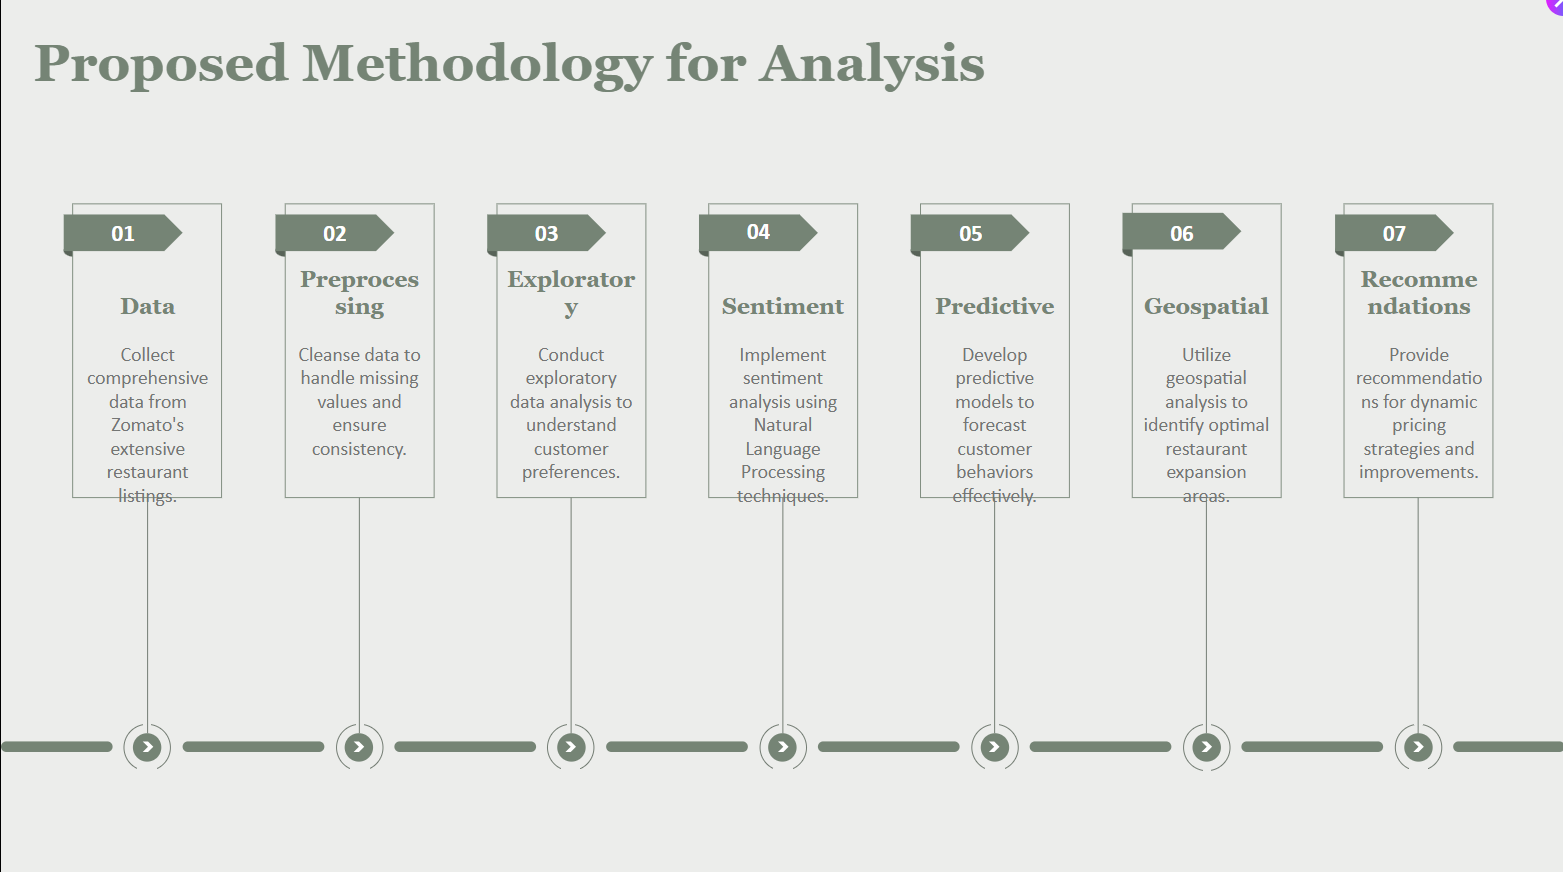 Proposed Methodology for Analysis
01
Data
Collect
comprehensive
data from
Zomato's
extensive
restaurant
listings.
02
Preproces
sing
Cleanse data to
handle missing
values and
ensure
consistency.
03
Explorator
y
Conduct
exploratory
data analysis to
understand
customer
preferences.
04
Sentiment
Implement
sentiment
analysis using
Natural
Language
Processing
techniques.
05
Predictive
Develop
predictive
models to
forecast
customer
behaviors
effectively.
06
Geospatial
Utilize
geospatial
analysis to
identify optimal
restaurant
expansion
areas.
07
Recomme
ndations
Provide
recommendatio
ns for dynamic
pricing
strategies and
improvements.